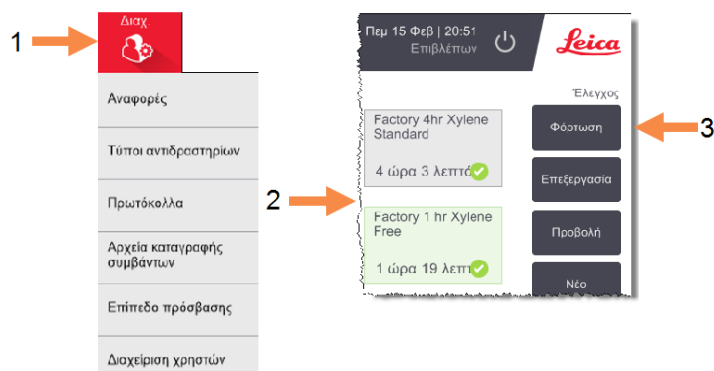 1
Διαχ.
Αναφορές
Τύποι αντιδραστηρίων
Πρωτόκολλα
Αρχεία καταγραφής
συμβάντων
Επίπεδο πρόσβασης
Διαχείριση χρηστών
2
Πεμ 15 Φεβ | 20:51
Επιβλέπων
Leica
Έλεγχος
Factory 4hr Xylene
Standard
4 ώρα 3 λεπτά
Factory 1 hr Xylene
Free
1 ώρα 19 λεπτ
Φόρτωση
Επεξεργασία
Προβολή
Νέο
3